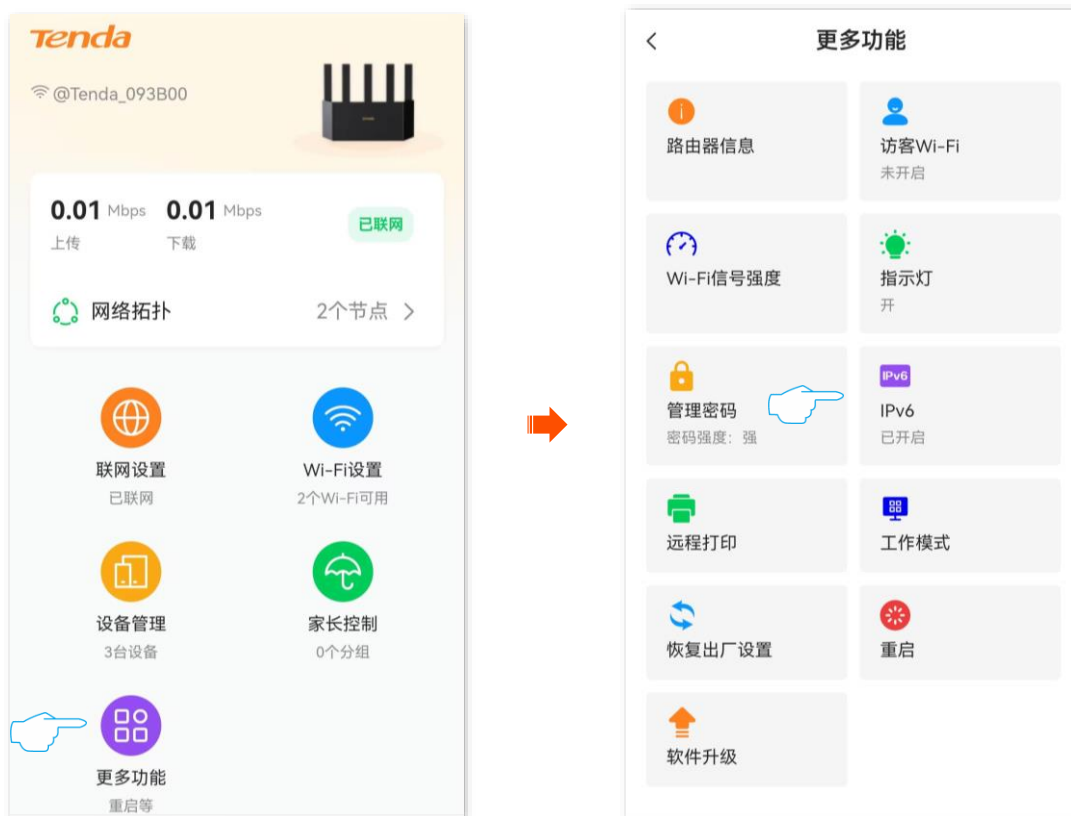 Tenda
@Tenda_093B00
0.01 Mbps 0.01 Mbps
上传 下载
已联网
网络拓扑 2个节点
联网设置 Wi-Fi设置
已联网 2个Wi-Fi可用
设备管理 家长控制
3台设备 0个分组
更多功能
重启等
更多功能
路由器信息 访客Wi-Fi
未开启
Wi-Fi信号强度 指示灯
开
IPv6
管理密码 IPv6
密码强度：强 已开启
远程打印 工作模式
恢复出厂设置 重启
软件升级